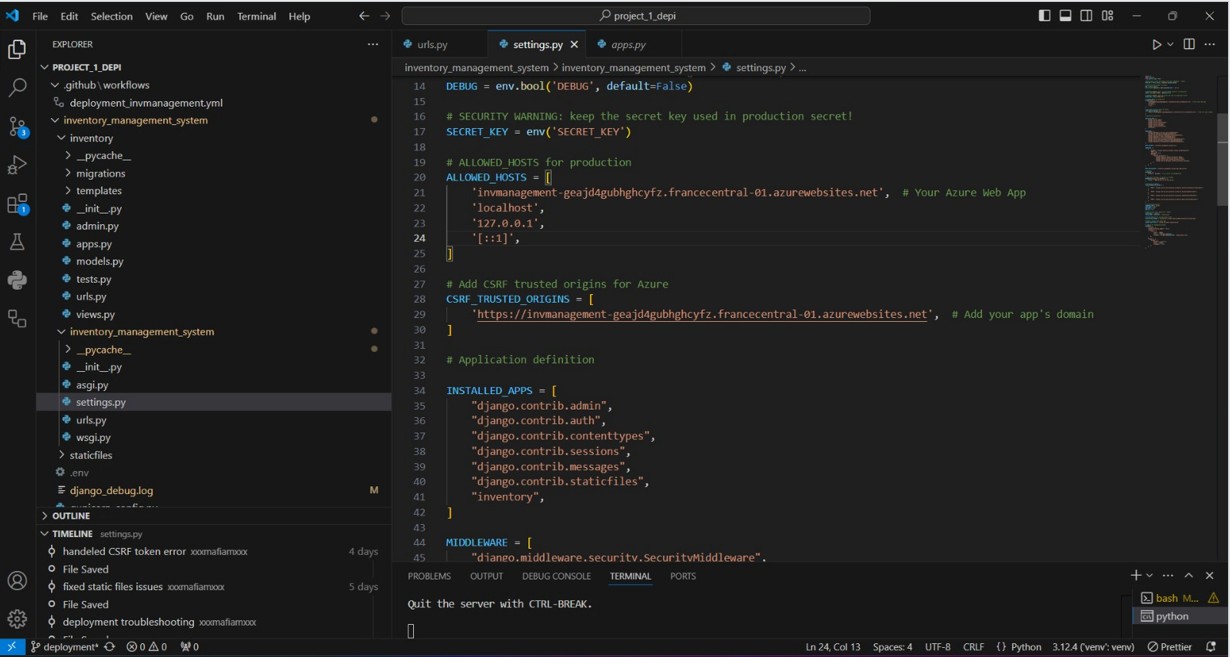 File Edit Selection View Go Run Terminal Help
project_1_depi
EXPLORER
PROJECT_1_DEPI
.github\workflows
deployment_invmanagement.yml
inventory_management_system
inventory
__pycache__
migrations
templates
__init__.py
admin.py
apps.py
models.py
tests.py
urls.py
views.py
inventory_management_system
__pycache__
__init__.py
asgi.py
settings.py
urls.py
wsgi.py
staticfiles
.env
django_debug.log M
OUTLINE
TIMELINE settings.py
handeled CSRF token error xxxmafiamxxx 4 days
File Saved
fixed static files issues xxxmafiamxxx 5 days
File Saved
deployment troubleshooting xxxmafiamxxx
3
1
urls.py settings.py apps.py
inventory_management_system > inventory_management_system > settings.py > ...
14 DEBUG = env.bool('DEBUG', default=False)
15
16 # SECURITY WARNING: keep the secret key used in production secret!
17 SECRET_KEY = env('SECRET_KEY')
18
19 # ALLOWED_HOSTS for production
20 ALLOWED_HOSTS = [
21 'invmanagement-geajd4gubhghcyfz.francecentral-01.azurewebsites.net', # Your Azure Web App
22 'localhost',
23 '127.0.0.1',
24 '[::1]',
25 ]
26
27 # Add CSRF trusted origins for Azure
28 CSRF_TRUSTED_ORIGINS = [
29 'https://invmanagement-geajd4gubhghcyfz.francecentral-01.azurewebsites.net', # Add your app's domain
30 ]
31
32 # Application definition
33
34 INSTALLED_APPS = [
35 "django.contrib.admin",
36 "django.contrib.auth",
37 "django.contrib.contenttypes",
38 "django.contrib.sessions",
39 "django.contrib.messages",
40 "django.contrib.staticfiles",
41 "inventory",
42 ]
43
44 MIDDLEWARE = [
45 "django.middleware.security.SecurityMiddleware",
PROBLEMS OUTPUT DEBUG CONSOLE TERMINAL PORTS
Quit the server with CTRL-BREAK.
bash M...
python
deployment* 0 0 0 Ln 24, Col 13 Spaces: 4 UTF-8 CRLF {} Python 3.12.4 ('venv': venv) Prettier